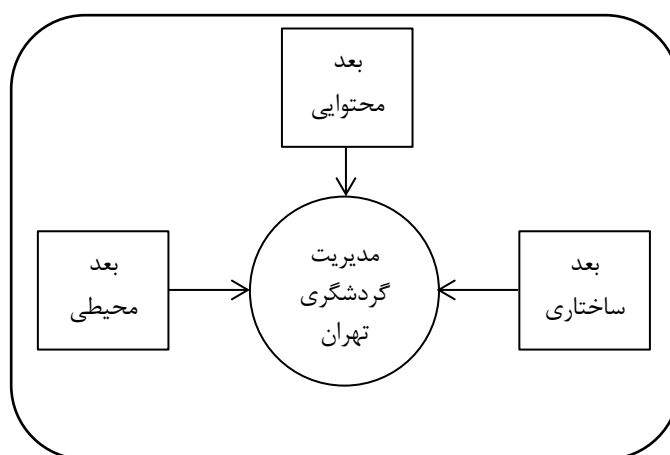 بعد
محتوایی
بعد
ساختاری
مدیریت
گردشگری
تهران
بعد
محیطی